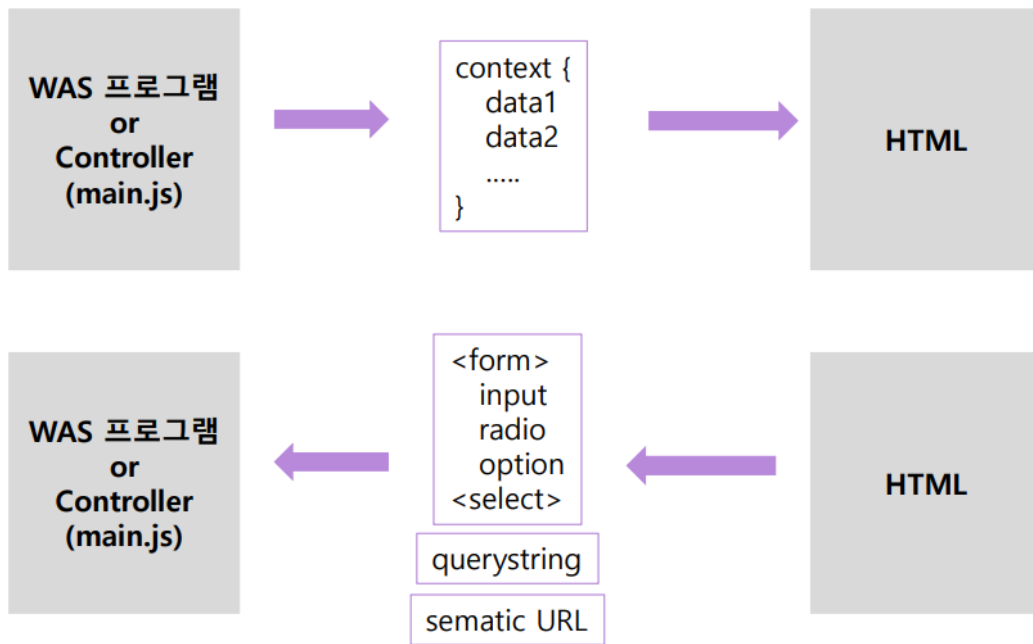 WAS 프로그램
or
Controller
(main.js)
context {
data1
data2
.....
}
HTML
WAS 프로그램
or
Controller
(main.js)
<form>
input
radio
option
<select>
querystring
sematic URL
HTML